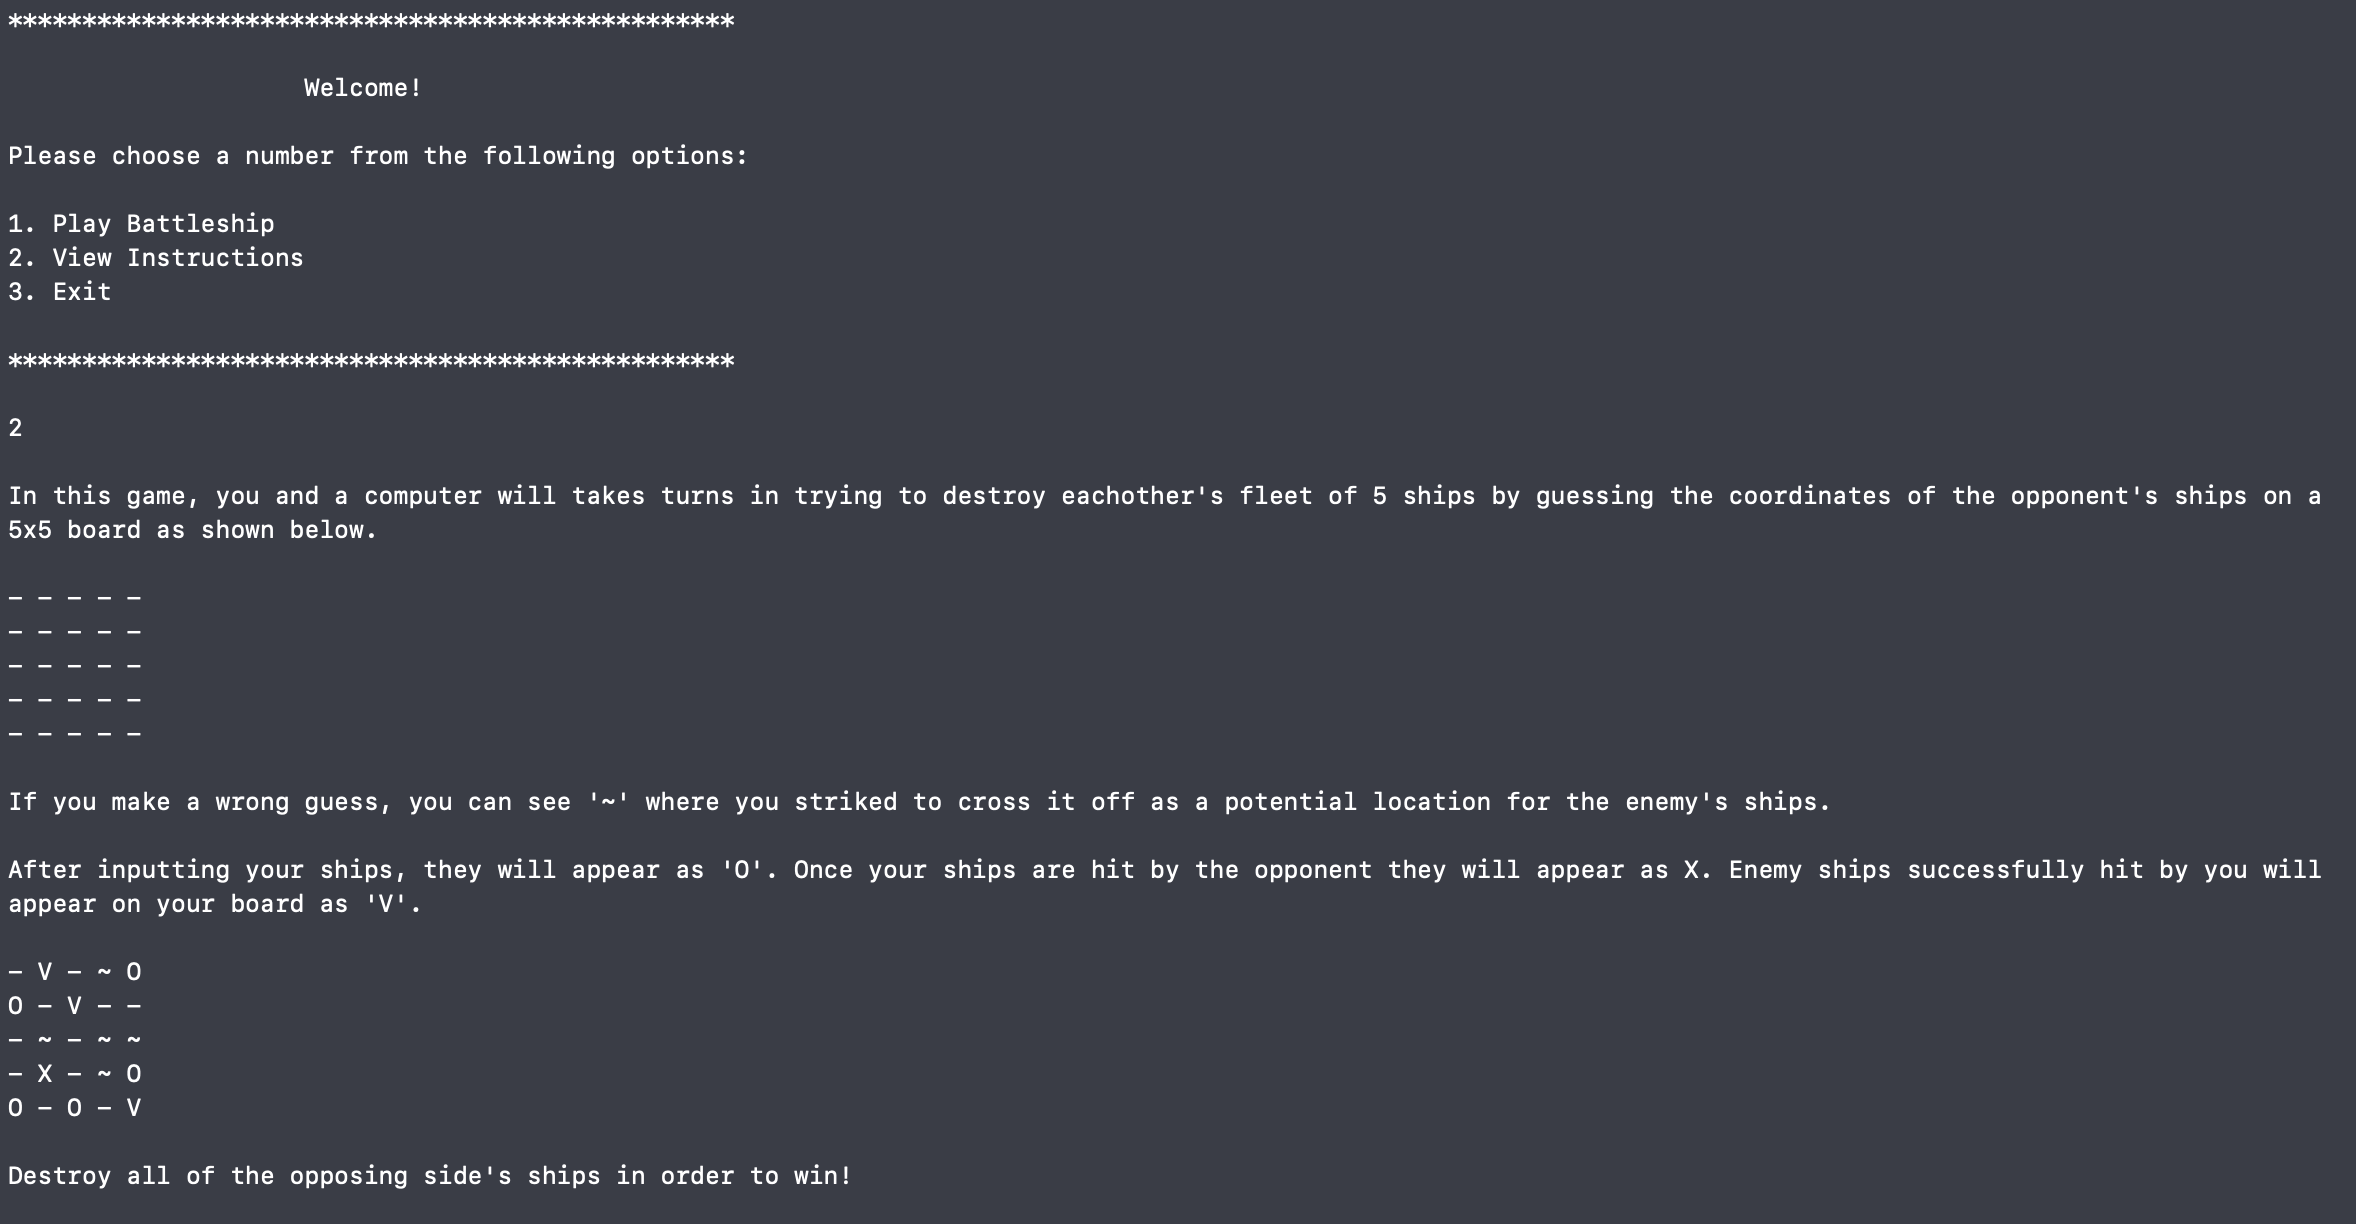 *************************************************
Welcome!
Please choose a number from the following options:
1. Play Battleship
2. View Instructions
3. Exit
*************************************************
2
In this game, you and a computer will takes turns in trying to destroy eachother's fleet of 5 ships by guessing the coordinates of the opponent's ships on a
5x5 board as shown below.
– – – – –
– – – – –
– – – – –
– – – – –
– – – – –
If you make a wrong guess, you can see '~' where you striked to cross it off as a potential location for the enemy's ships.
After inputting your ships, they will appear as 'O'. Once your ships are hit by the opponent they will appear as X. Enemy ships successfully hit by you will
appear on your board as 'V'.
– V – ~ O
O – V – –
– ~ – ~ ~
– X – ~ O
O – O – V
Destroy all of the opposing side's ships in order to win!